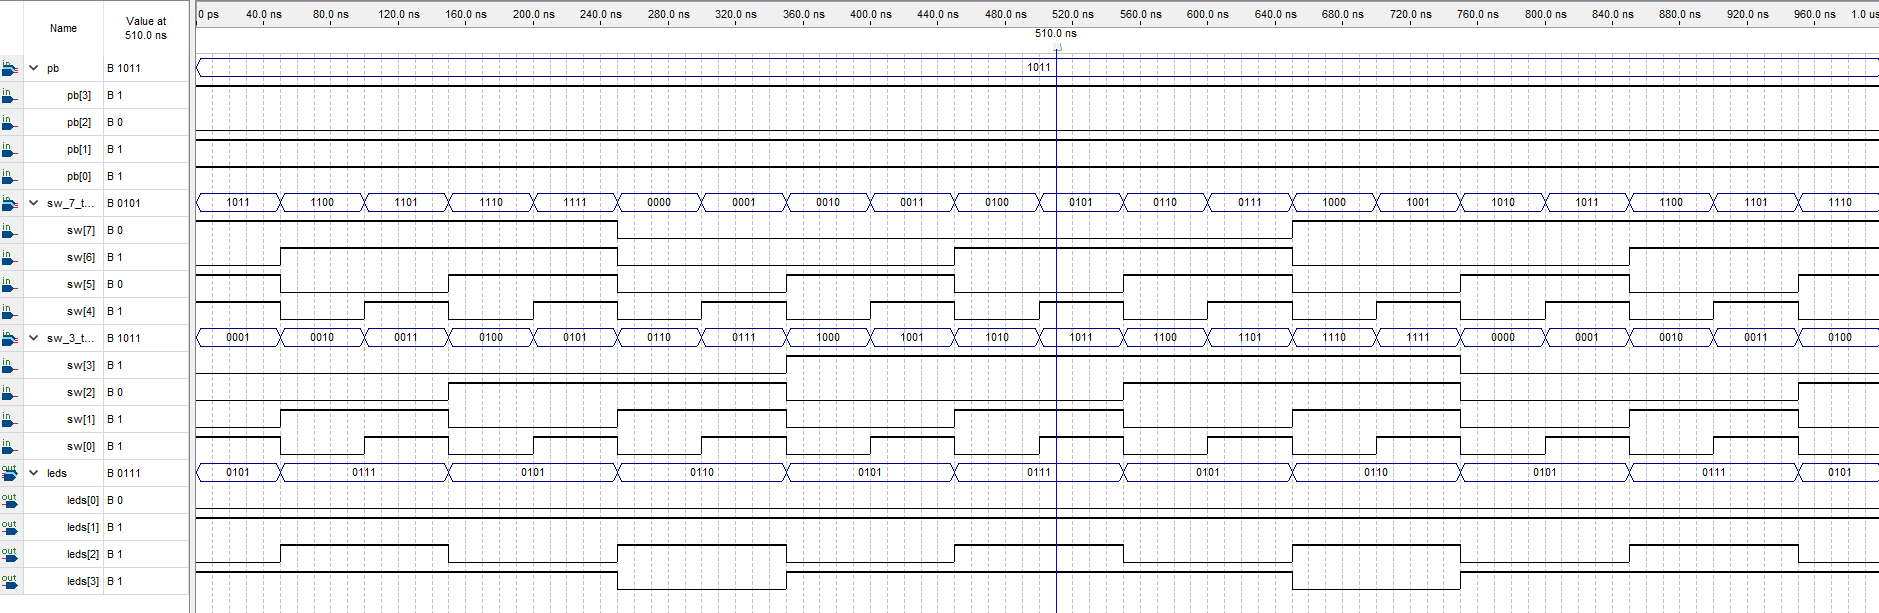 0 ps 40.0 ns 80.0 ns 120.0 ns 160.0 ns 200.0 ns 240.0 ns 280.0 ns 320.0 ns 360.0 ns 400.0 ns 440.0 ns 480.0 ns 520.0 ns 560.0 ns 600.0 ns 640.0 ns 680.0 ns 720.0 ns 760.0 ns 800.0 ns 840.0 ns 880.0 ns 920.0 ns 960.0 ns 1.0 us
Name Value at
510.0 ns 510.0 ns
in pb B 1011 1011
in pb[3] B 1
in pb[2] B 0
in pb[1] B 1
in pb[0] B 1
in sw_7_t... B 0101 1011 1100 1101 1110 1111 0000 0001 0010 0011 0100 0101 0110 0111 1000 1001 1010 1011 1100 1101 1110
in sw[7] B 0
in sw[6] B 1
in sw[5] B 0
in sw[4] B 1
in sw_3_t... B 1011 0001 0010 0011 0100 0101 0110 0111 1000 1001 1010 1011 1100 1101 1110 1111 0000 0001 0010 0011 0100
in sw[3] B 1
in sw[2] B 0
in sw[1] B 1
in sw[0] B 1
out leds B 0111 0101 0111 0101 0110 0101 0111 0101 0110 0101 0111 0101
out leds[0] B 0
out leds[1] B 1
out leds[2] B 1
out leds[3] B 1